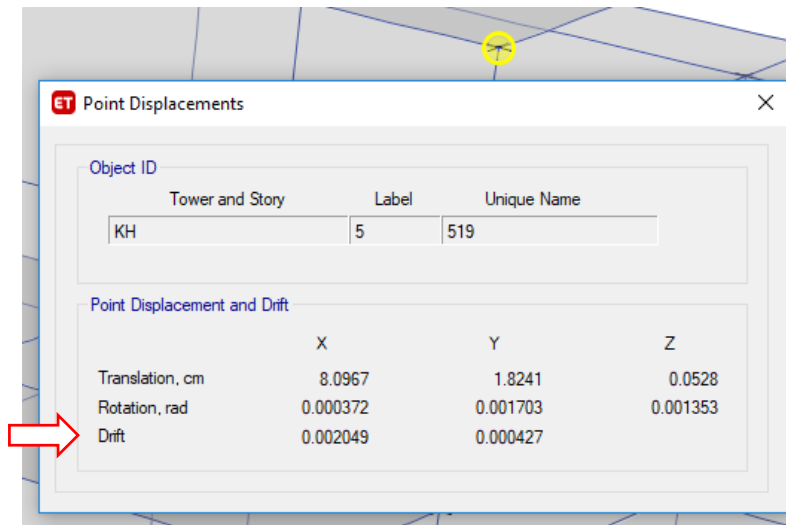 ET Point Displacements
Object ID
Tower and Story Label Unique Name
KH 5 519
Point Displacement and Drift
X Y Z
Translation, cm 8.0967 1.8241 0.0528
Rotation, rad 0.000372 0.001703 0.001353
Drift 0.002049 0.000427